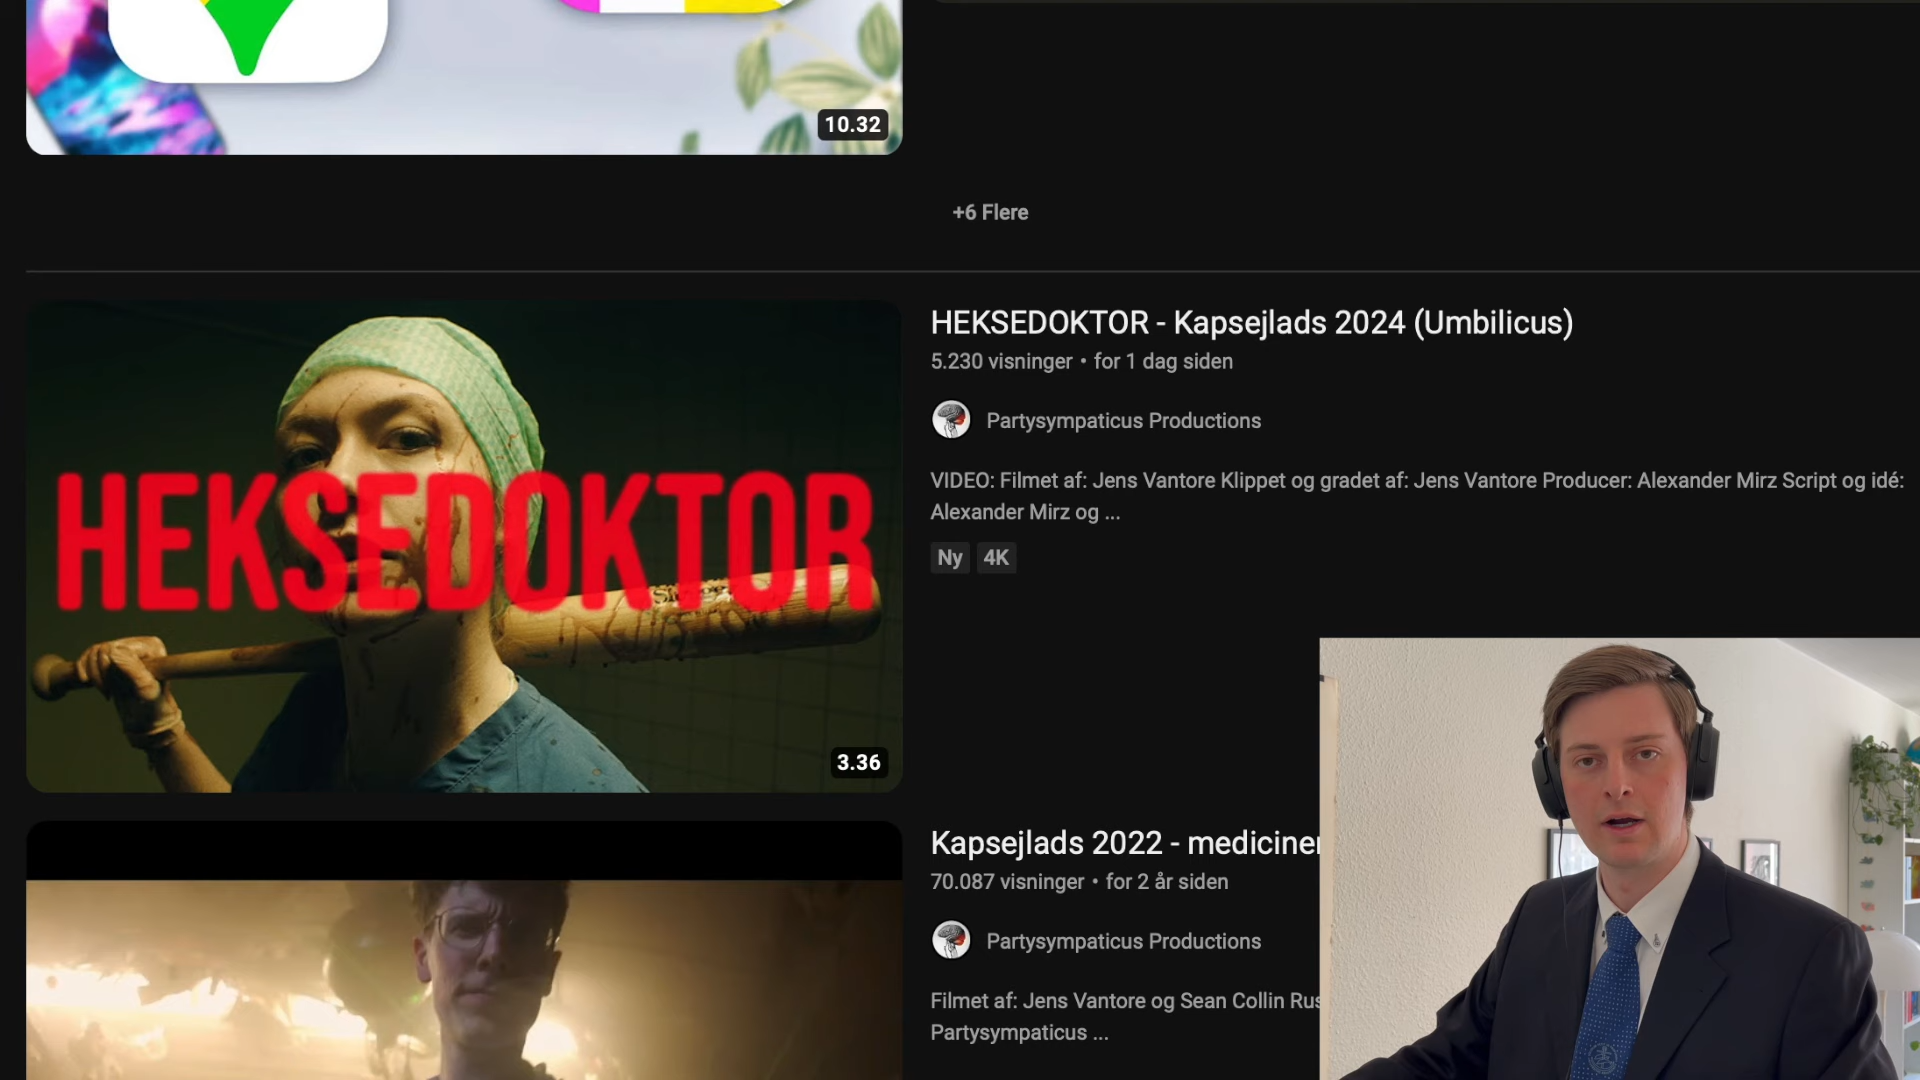 10.32
+6 Flere
HEKSEDOKTOR
3.36
HEKSEDOKTOR - Kapsejlads 2024 (Umbilicus)
5.230 visninger • for 1 dag siden
Partysympaticus Productions
VIDEO: Filmet af: Jens Vantore Klippet og gradet af: Jens Vantore Producer: Alexander Mirz Script og idé:
Alexander Mirz og ...
Ny 4K
Kapsejlads 2022 - mediciner
70.087 visninger • for 2 år siden
Partysympaticus Productions
Filmet af: Jens Vantore og Sean Collin Rus
Partysympaticus ...